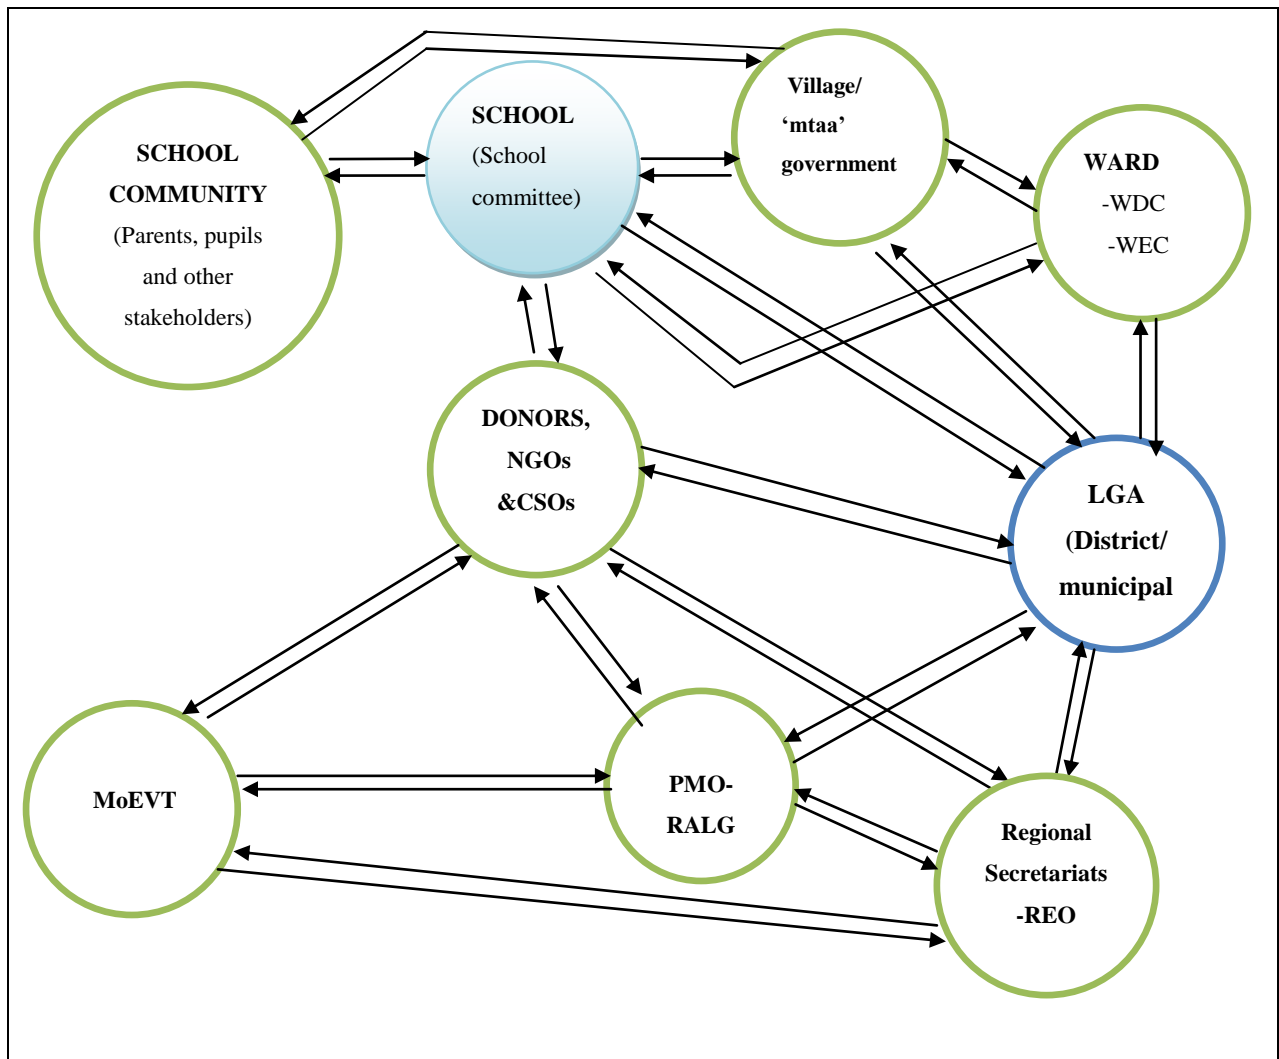 SCHOOL
COMMUNITY
(Parents, pupils
and other
stakeholders)
SCHOOL
(School
committee)
Village/
‘mtaa’
government
WARD
-WDC
-WEC
DONORS,
NGOs
&CSOs
LGA
(District/
municipal
MoEVT
PMO-
RALG
Regional
Secretariats
-REO